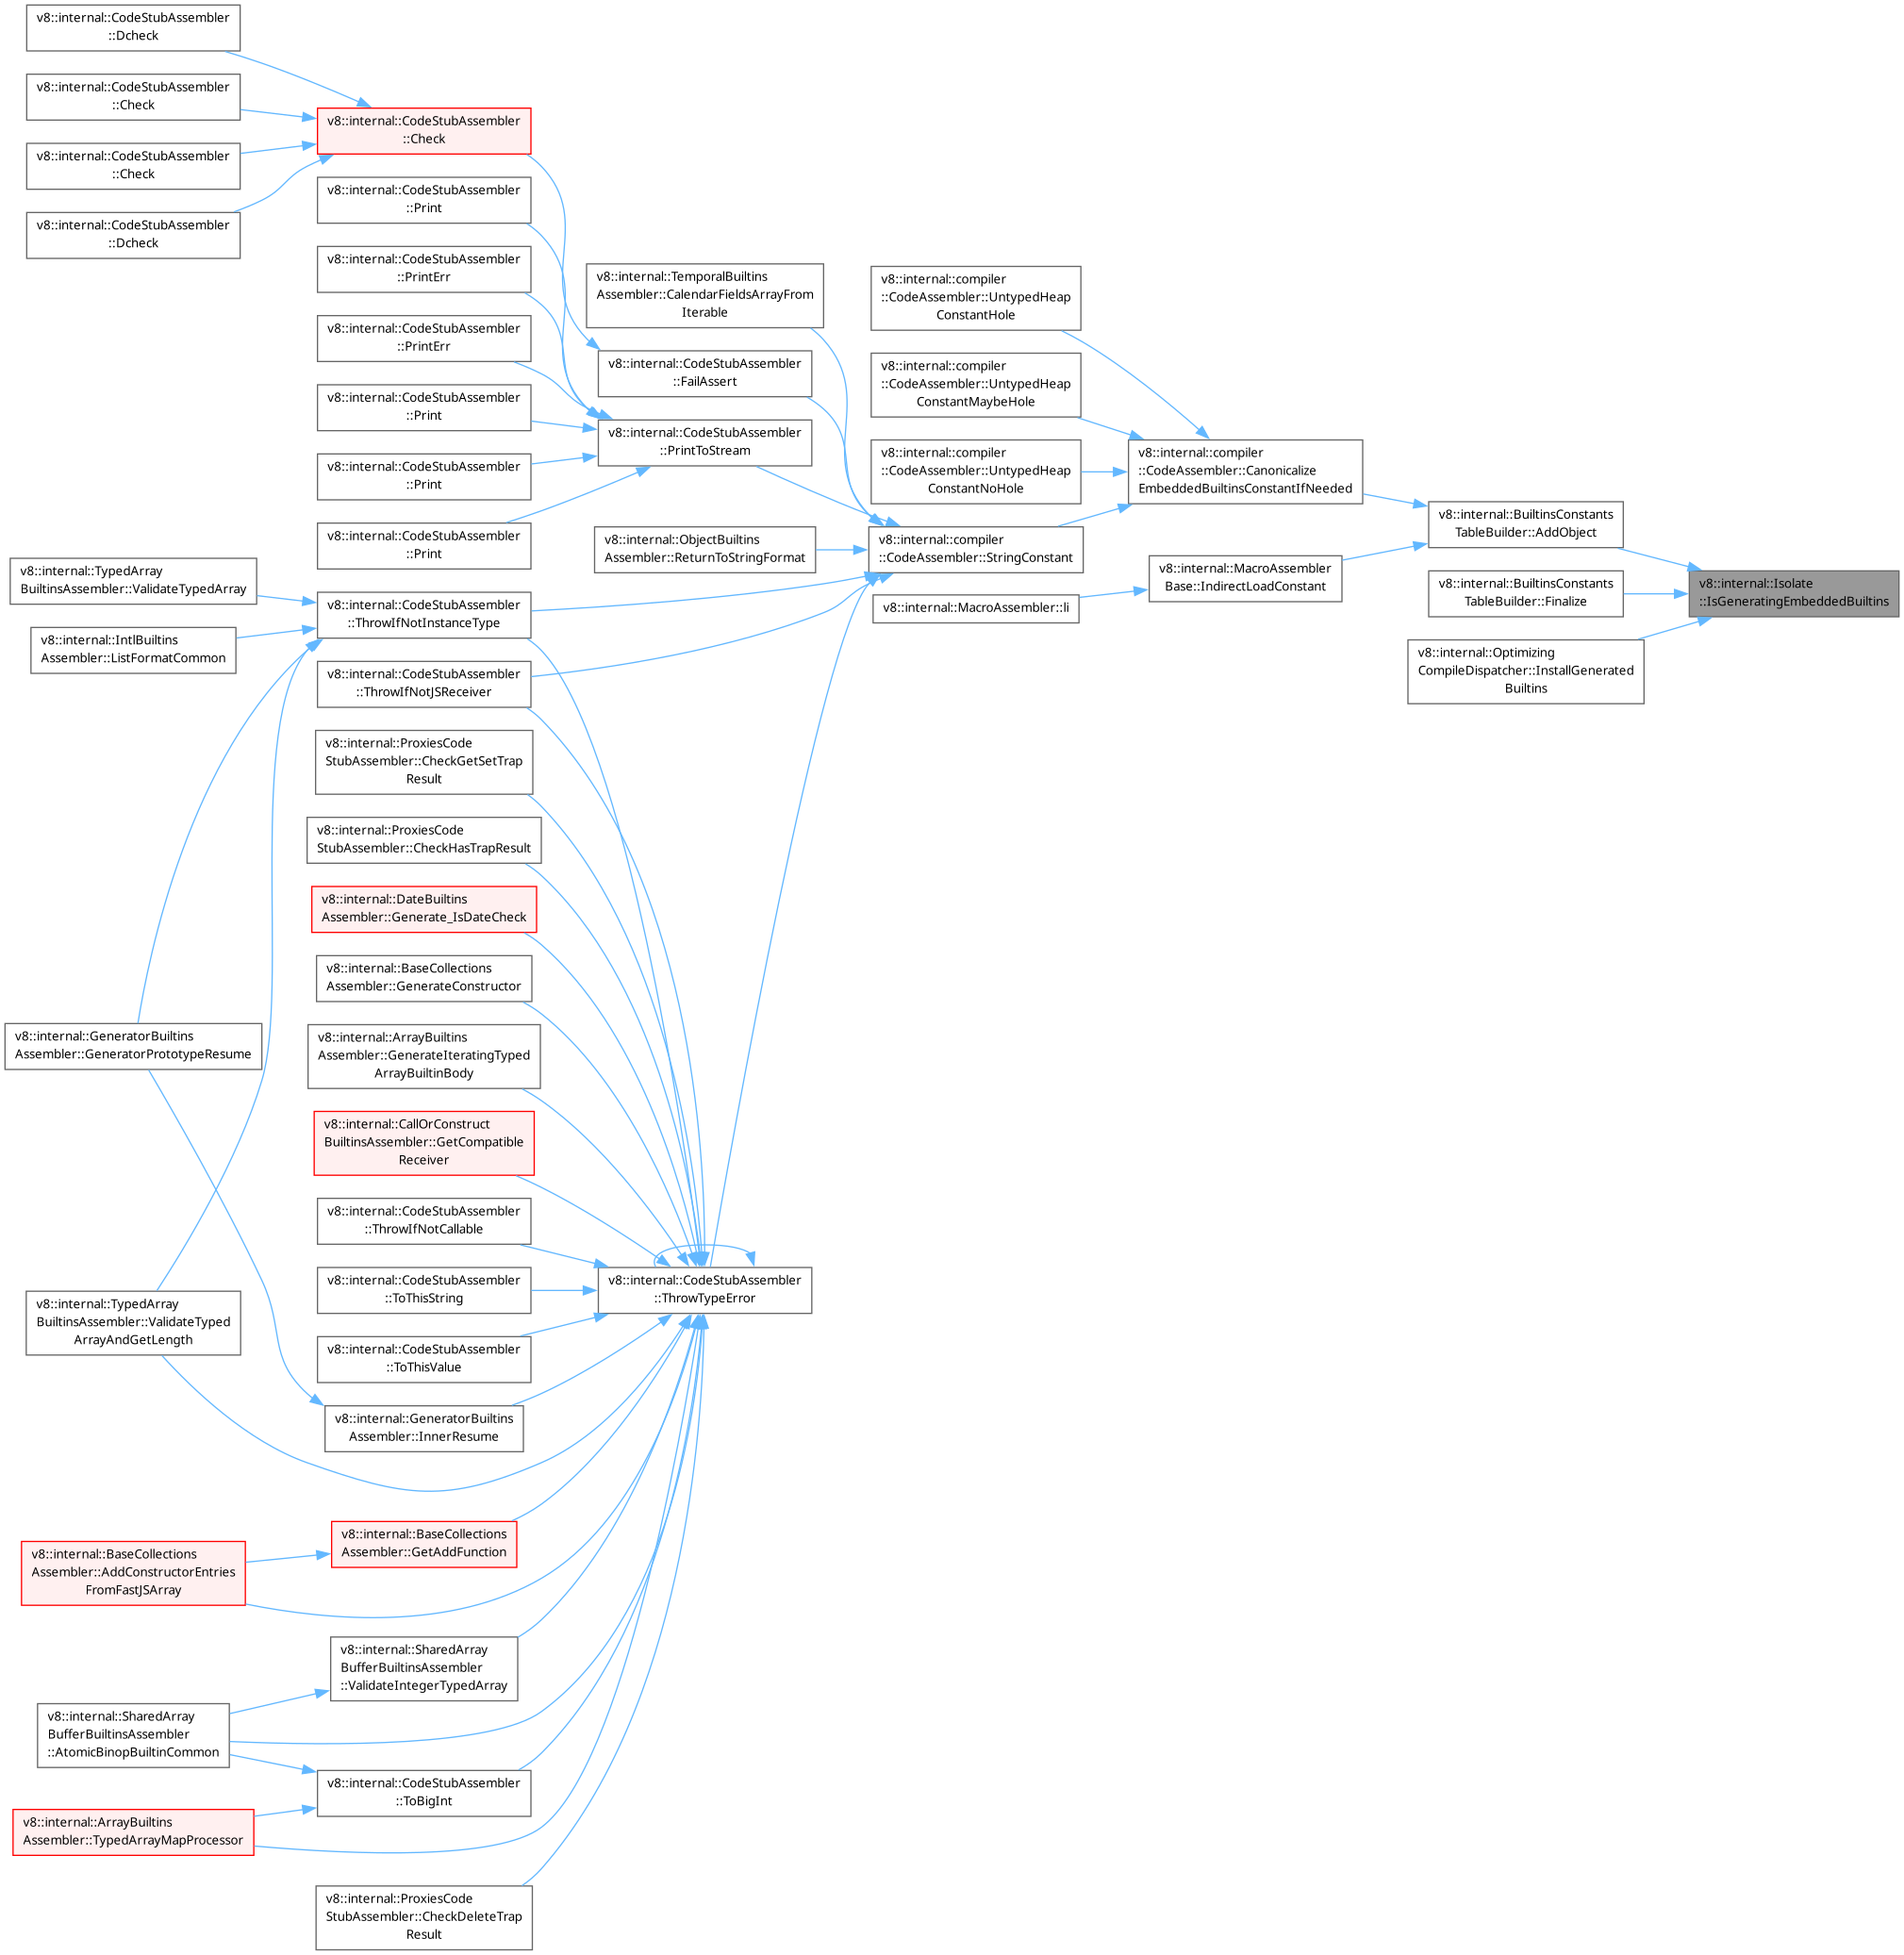 v8::internal::CodeStubAssembler
::Dcheck
v8::internal::CodeStubAssembler
::Check
v8::internal::CodeStubAssembler
::Check
v8::internal::CodeStubAssembler
::Dcheck
v8::internal::CodeStubAssembler
::Check
v8::internal::CodeStubAssembler
::Print
v8::internal::CodeStubAssembler
::PrintErr
v8::internal::CodeStubAssembler
::PrintErr
v8::internal::CodeStubAssembler
::Print
v8::internal::CodeStubAssembler
::Print
v8::internal::CodeStubAssembler
::Print
v8::internal::TemporalBuiltins
Assembler::CalendarFieldsArrayFrom
Iterable
v8::internal::CodeStubAssembler
::FailAssert
v8::internal::CodeStubAssembler
::PrintToStream
v8::internal::ObjectBuiltins
Assembler::ReturnToStringFormat
v8::internal::compiler
::CodeAssembler::UntypedHeap
ConstantHole
v8::internal::compiler
::CodeAssembler::UntypedHeap
ConstantMaybeHole
v8::internal::compiler
::CodeAssembler::UntypedHeap
ConstantNoHole
v8::internal::compiler
::CodeAssembler::StringConstant
v8::internal::MacroAssembler::li
v8::internal::compiler
::CodeAssembler::Canonicalize
EmbeddedBuiltinsConstantIfNeeded
v8::internal::MacroAssembler
Base::IndirectLoadConstant
v8::internal::BuiltinsConstants
TableBuilder::AddObject
v8::internal::BuiltinsConstants
TableBuilder::Finalize
v8::internal::Optimizing
CompileDispatcher::InstallGenerated
Builtins
v8::internal::Isolate
::IsGeneratingEmbeddedBuiltins
v8::internal::TypedArray
BuiltinsAssembler::ValidateTypedArray
v8::internal::IntlBuiltins
Assembler::ListFormatCommon
v8::internal::CodeStubAssembler
::ThrowIfNotInstanceType
v8::internal::CodeStubAssembler
::ThrowIfNotJSReceiver
v8::internal::ProxiesCode
StubAssembler::CheckGetSetTrap
Result
v8::internal::ProxiesCode
StubAssembler::CheckHasTrapResult
v8::internal::DateBuiltins
Assembler::Generate_IsDateCheck
v8::internal::BaseCollections
Assembler::GenerateConstructor
v8::internal::GeneratorBuiltins
Assembler::GeneratorPrototypeResume
v8::internal::ArrayBuiltins
Assembler::GenerateIteratingTyped
ArrayBuiltinBody
v8::internal::CallOrConstruct
BuiltinsAssembler::GetCompatible
Receiver
v8::internal::CodeStubAssembler
::ThrowIfNotCallable
v8::internal::CodeStubAssembler
::ToThisString
v8::internal::CodeStubAssembler
::ThrowTypeError
v8::internal::TypedArray
BuiltinsAssembler::ValidateTyped
ArrayAndGetLength
v8::internal::CodeStubAssembler
::ToThisValue
v8::internal::GeneratorBuiltins
Assembler::InnerResume
v8::internal::BaseCollections
Assembler::GetAddFunction
v8::internal::BaseCollections
Assembler::AddConstructorEntries
FromFastJSArray
v8::internal::SharedArray
BufferBuiltinsAssembler
::ValidateIntegerTypedArray
v8::internal::SharedArray
BufferBuiltinsAssembler
::AtomicBinopBuiltinCommon
v8::internal::CodeStubAssembler
::ToBigInt
v8::internal::ArrayBuiltins
Assembler::TypedArrayMapProcessor
v8::internal::ProxiesCode
StubAssembler::CheckDeleteTrap
Result